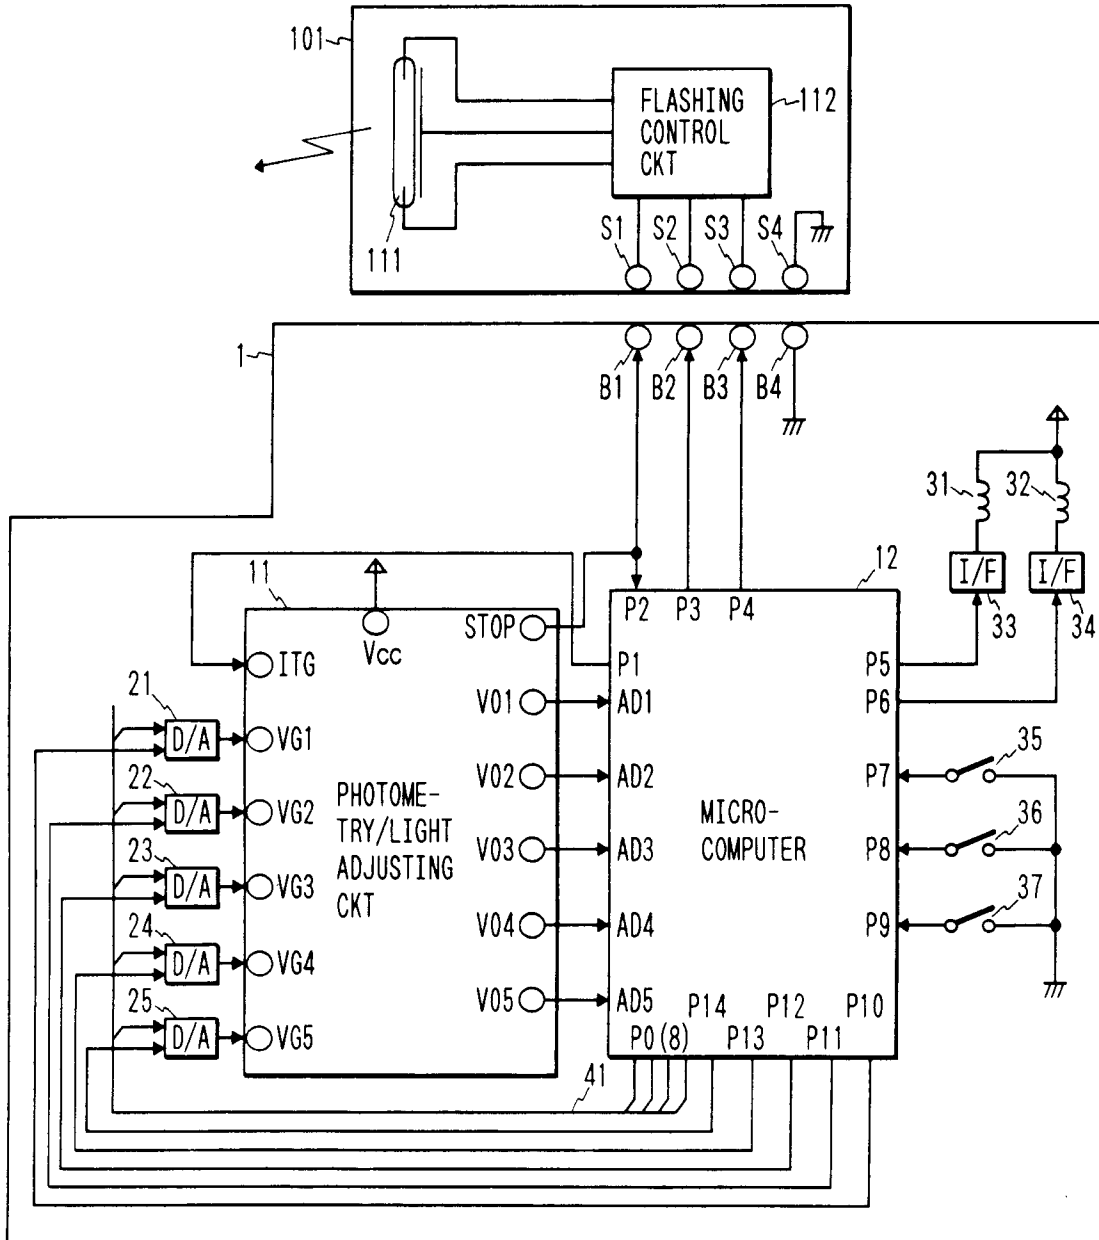 101
FLASHING
CONTROL
CKT
112
111
S1 S2 S3 S4
1
B1 B2 B3 B4
31 32
I/F I/F
33 34
11
12
P2 P3 P4
STOP
Vcc
ITG
P1 P5
21
V01 AD1 P6
D/A VG1
35
22
V02 AD2 P7
D/A VG2
PHOTOME-
TRY/LIGHT
ADJUSTING
CKT
MICRO-
COMPUTER
36
23
V03 AD3 P8
D/A VG3
37
24
V04 AD4 P9
D/A VG4
25
V05 AD5
P14 P12 P10
D/A VG5
P0(8) P13 P11
41